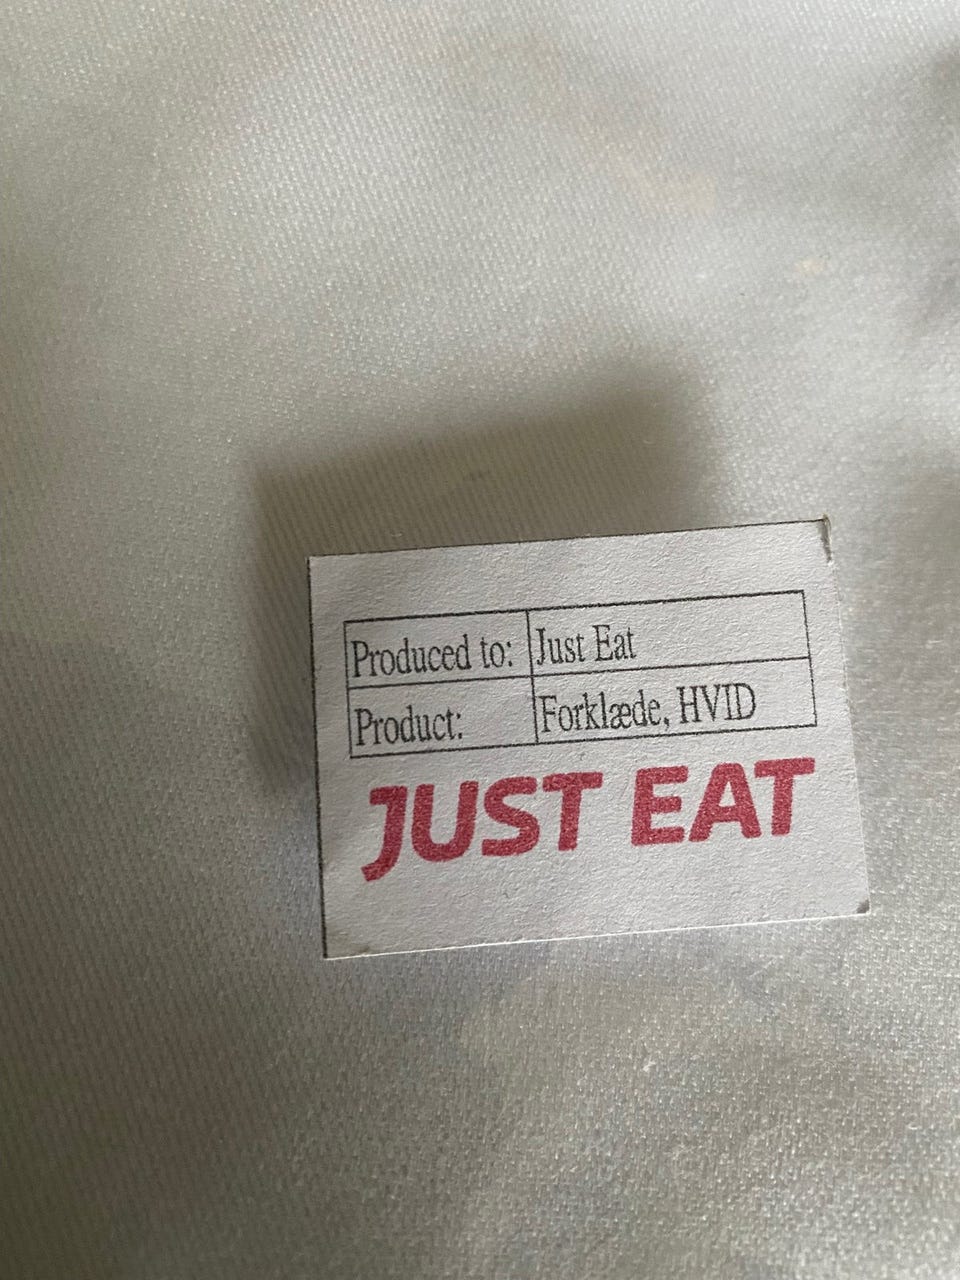 Produced to: Just Eat
Product: Forklæde, HVID
JUST EAT